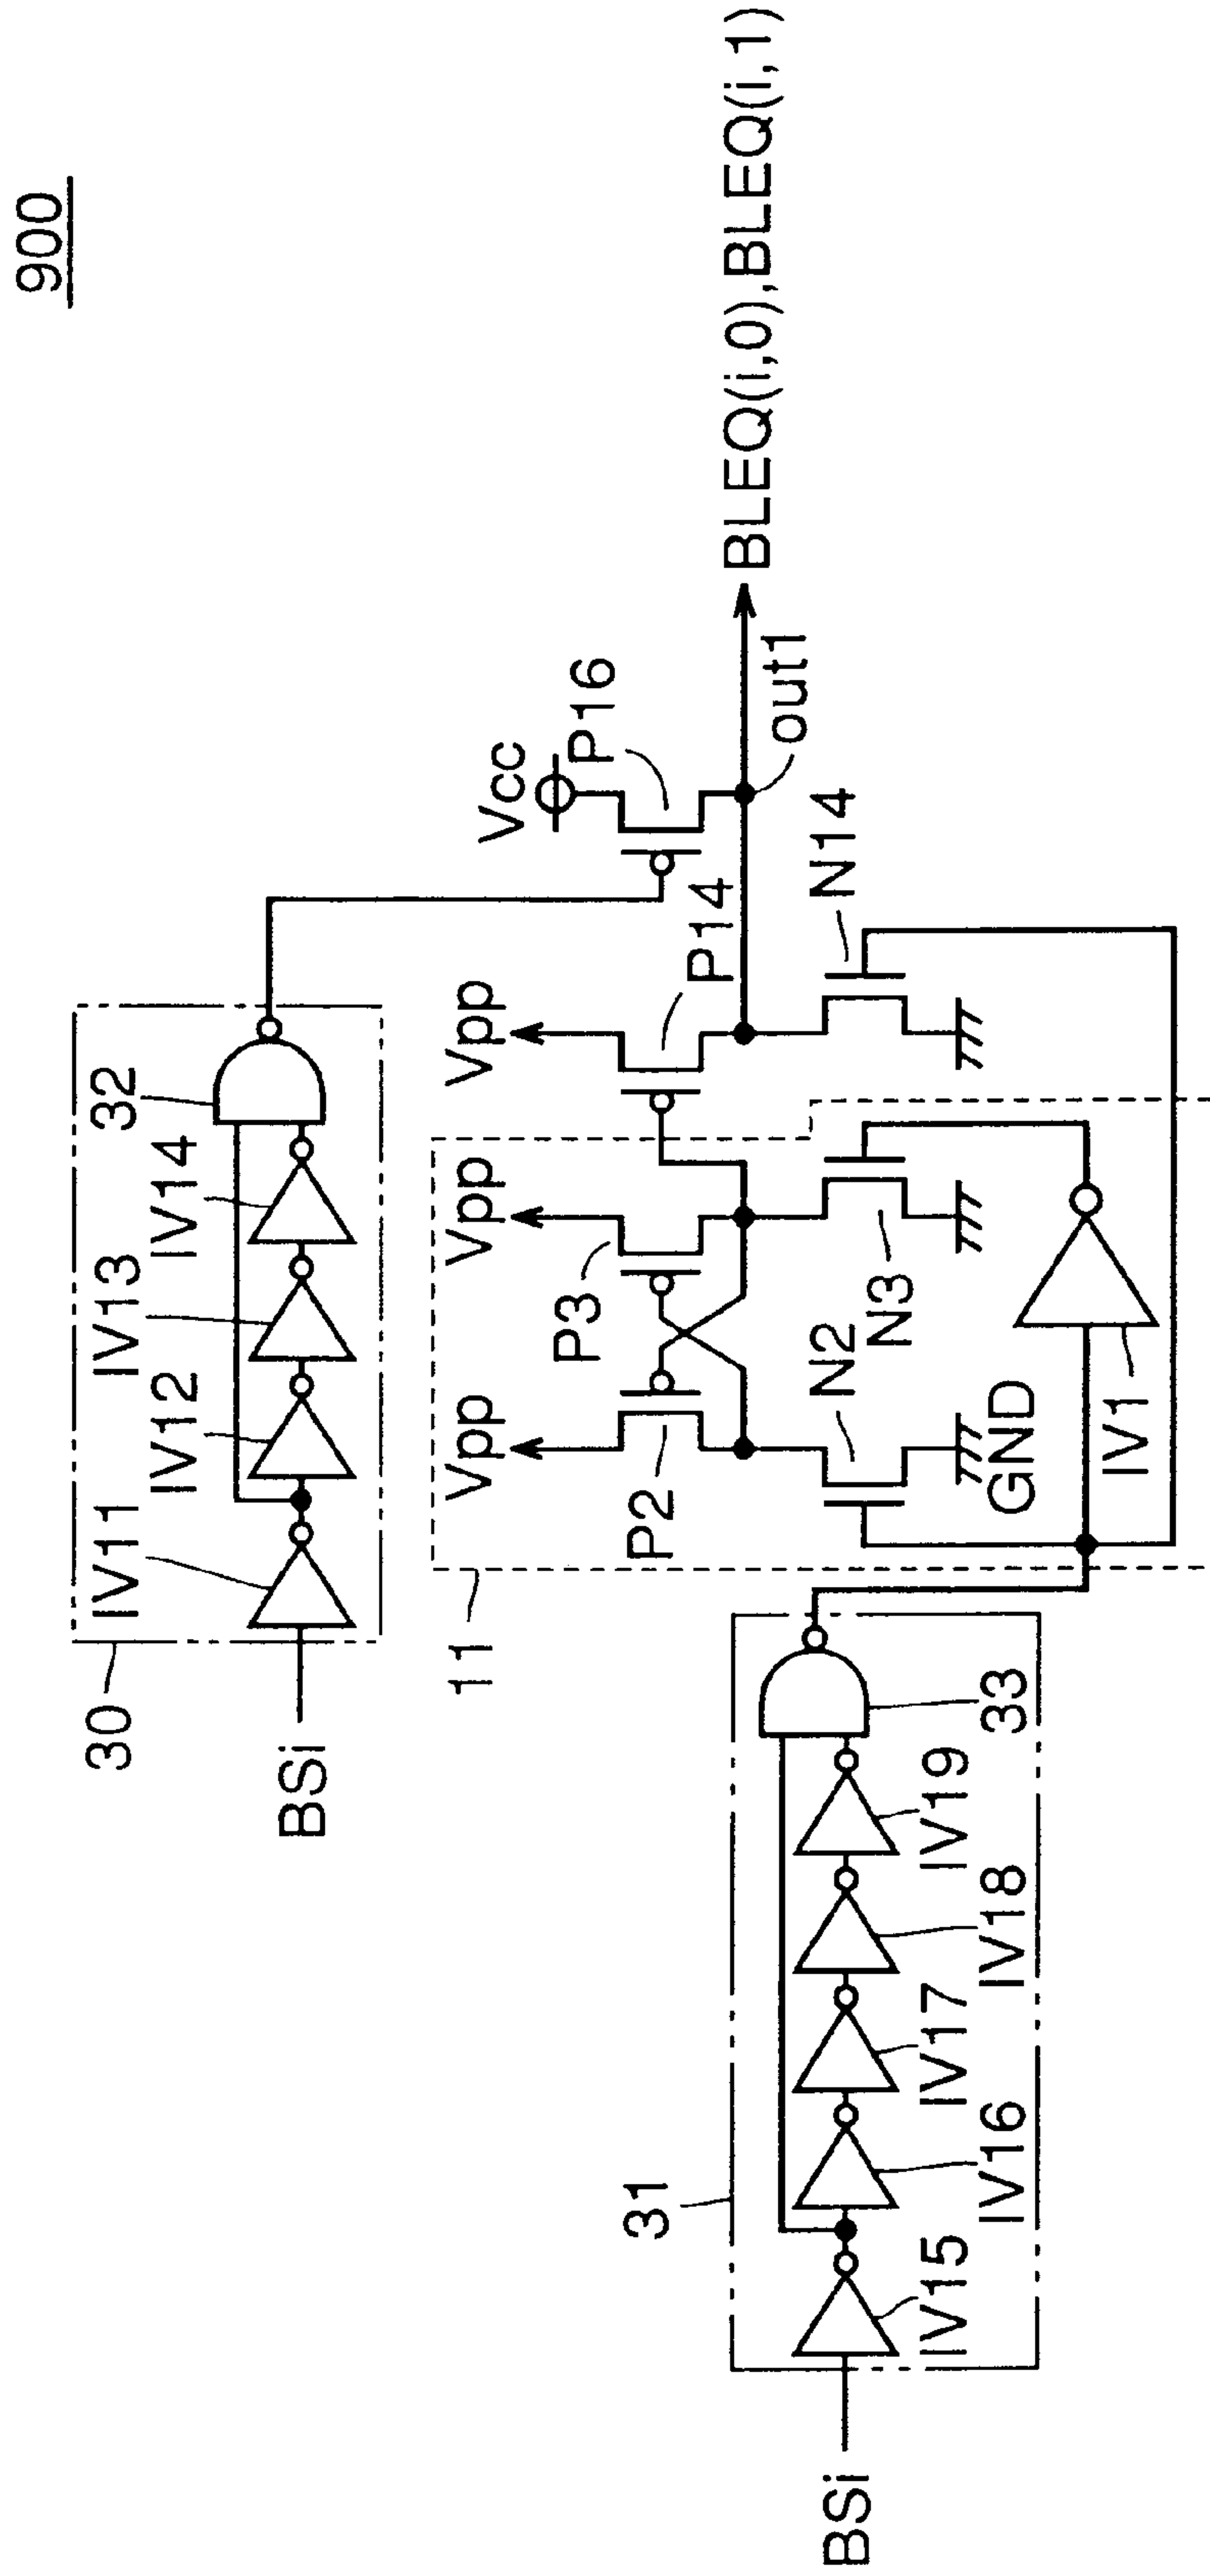 900
30
IV11
IV12
IV13
IV14
32
BSi
Vcc
P16
11
Vpp
Vpp
Vpp
P2
P3
P14
out1
BLEQ(i,0),BLEQ(i,1)
N2
N3
N14
GND
IV1
31
33
BSi
IV15
IV16
IV17
IV18
IV19